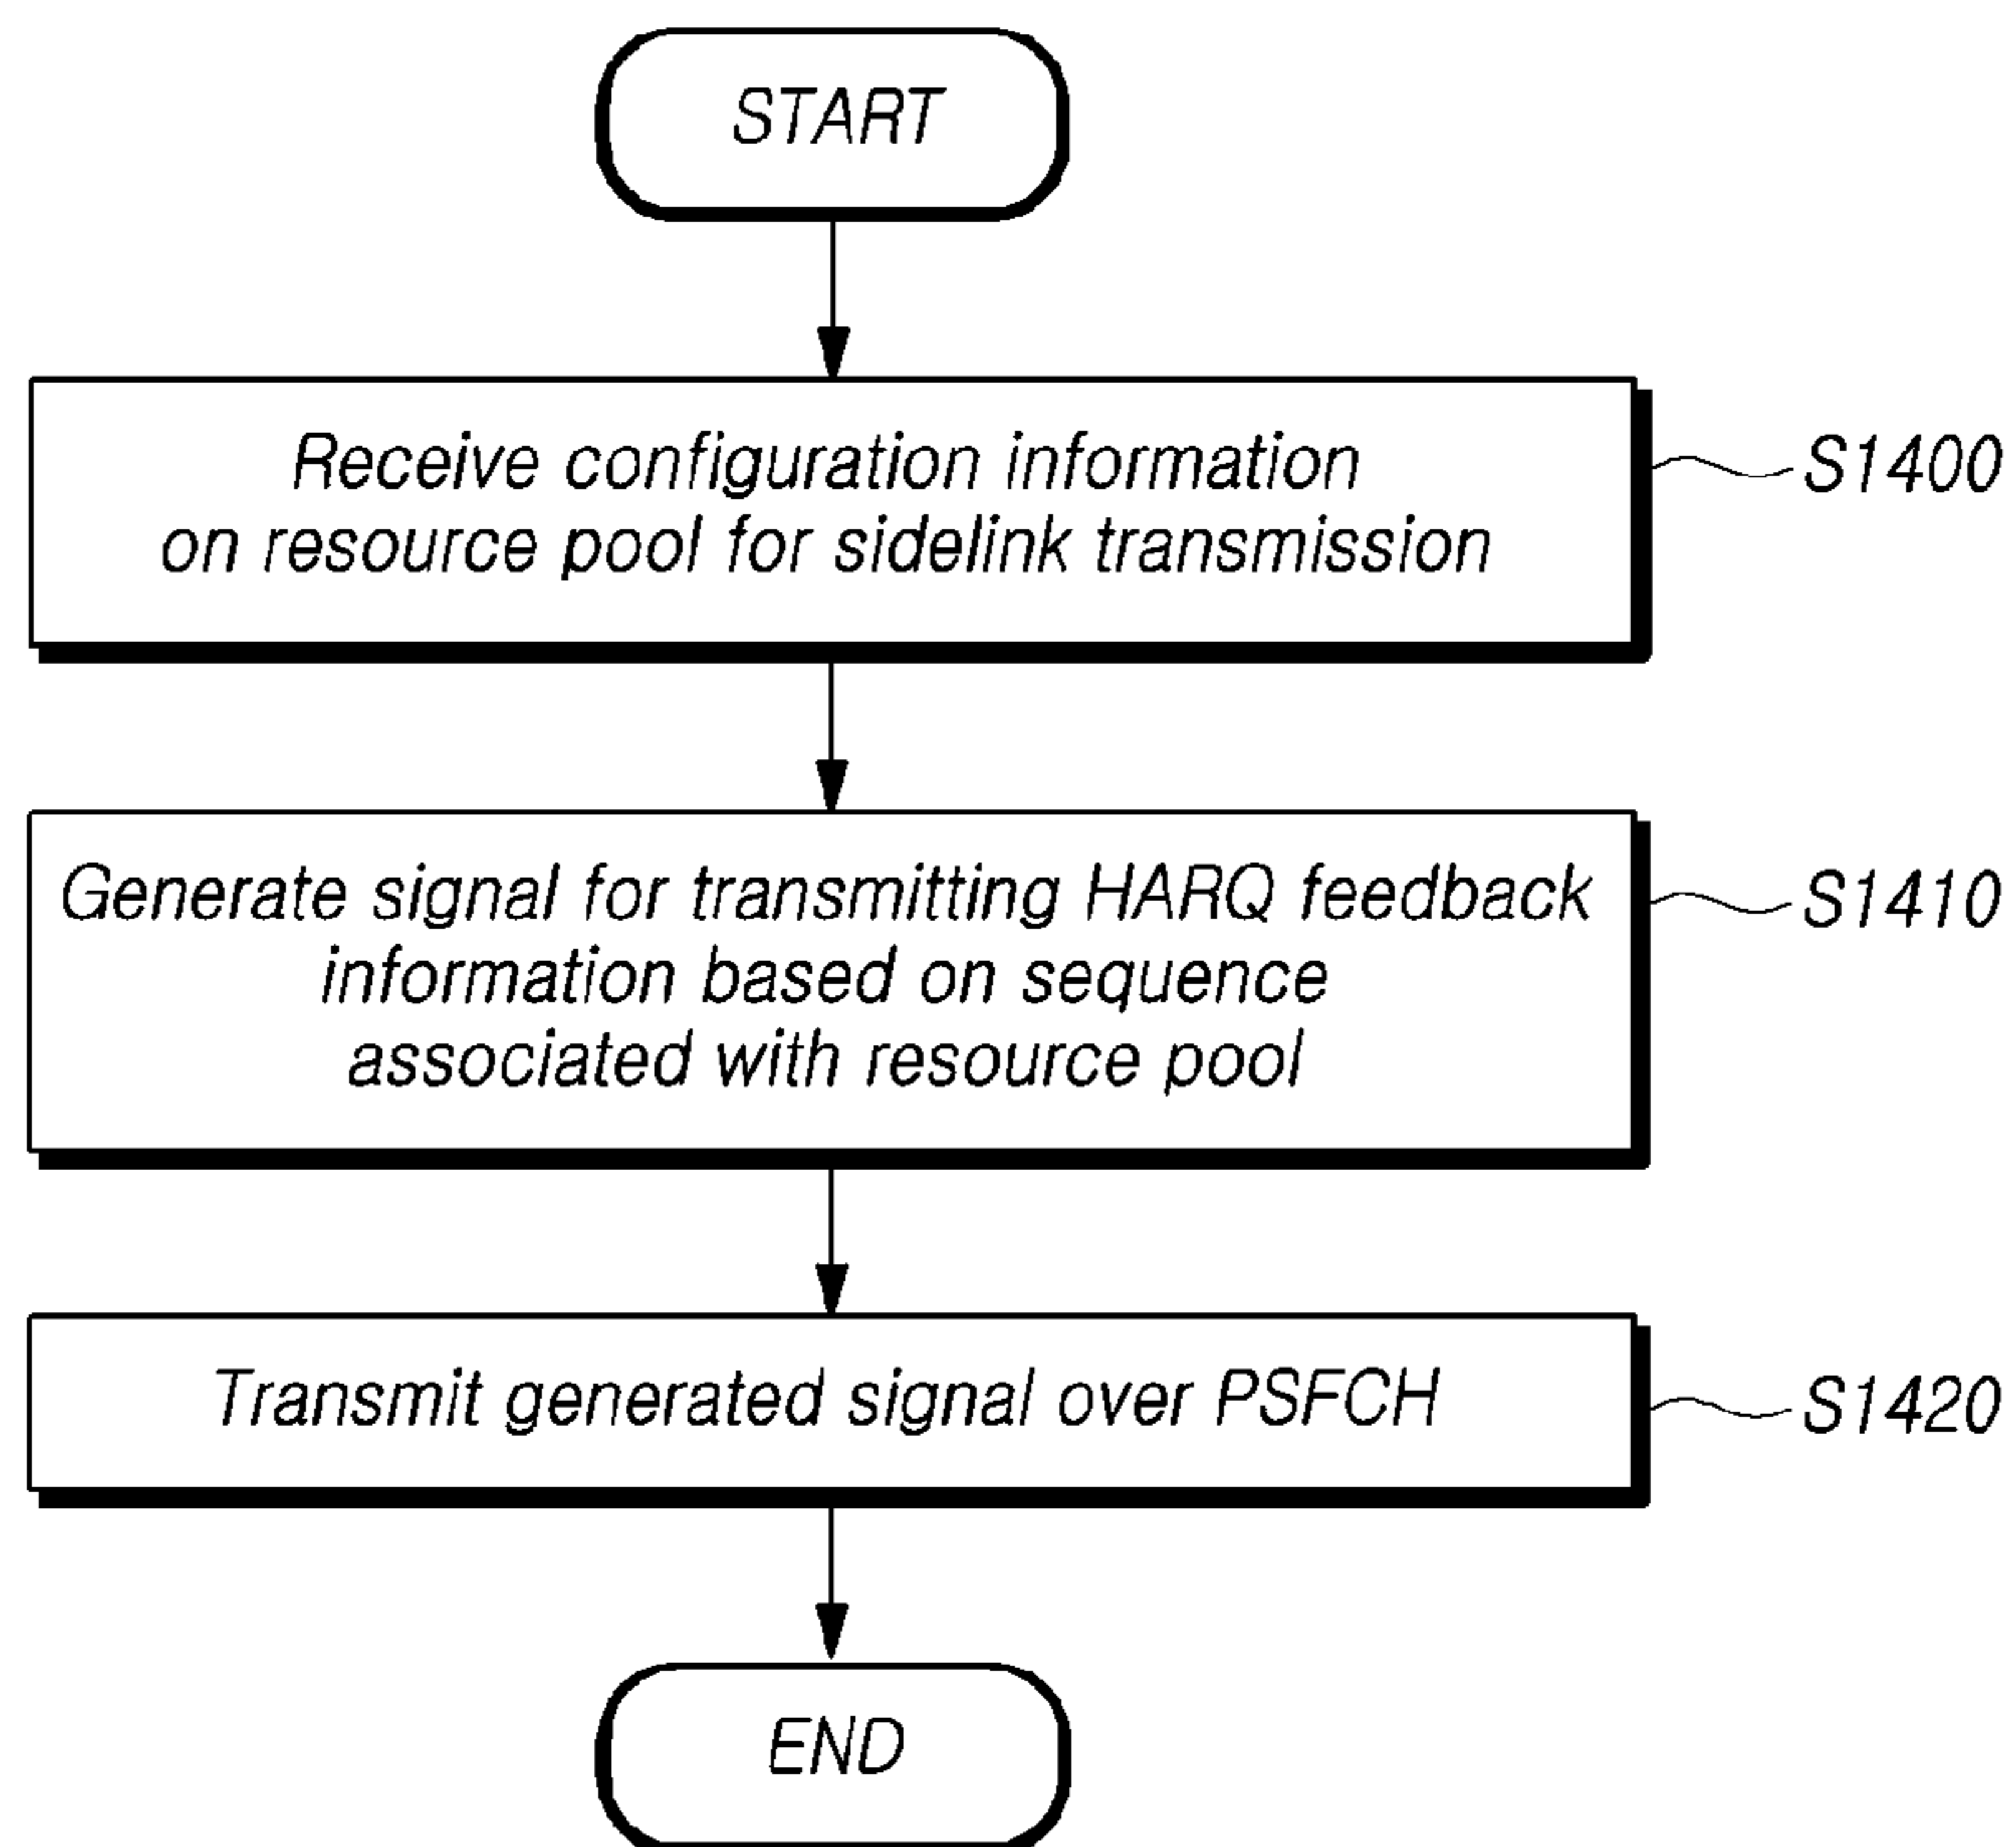 START
Receive configuration information
on resource pool for sidelink transmission
S1400
Generate signal for transmitting HARQ feedback
information based on sequence
associated with resource pool
S1410
Transmit generated signal over PSFCH
S1420
END